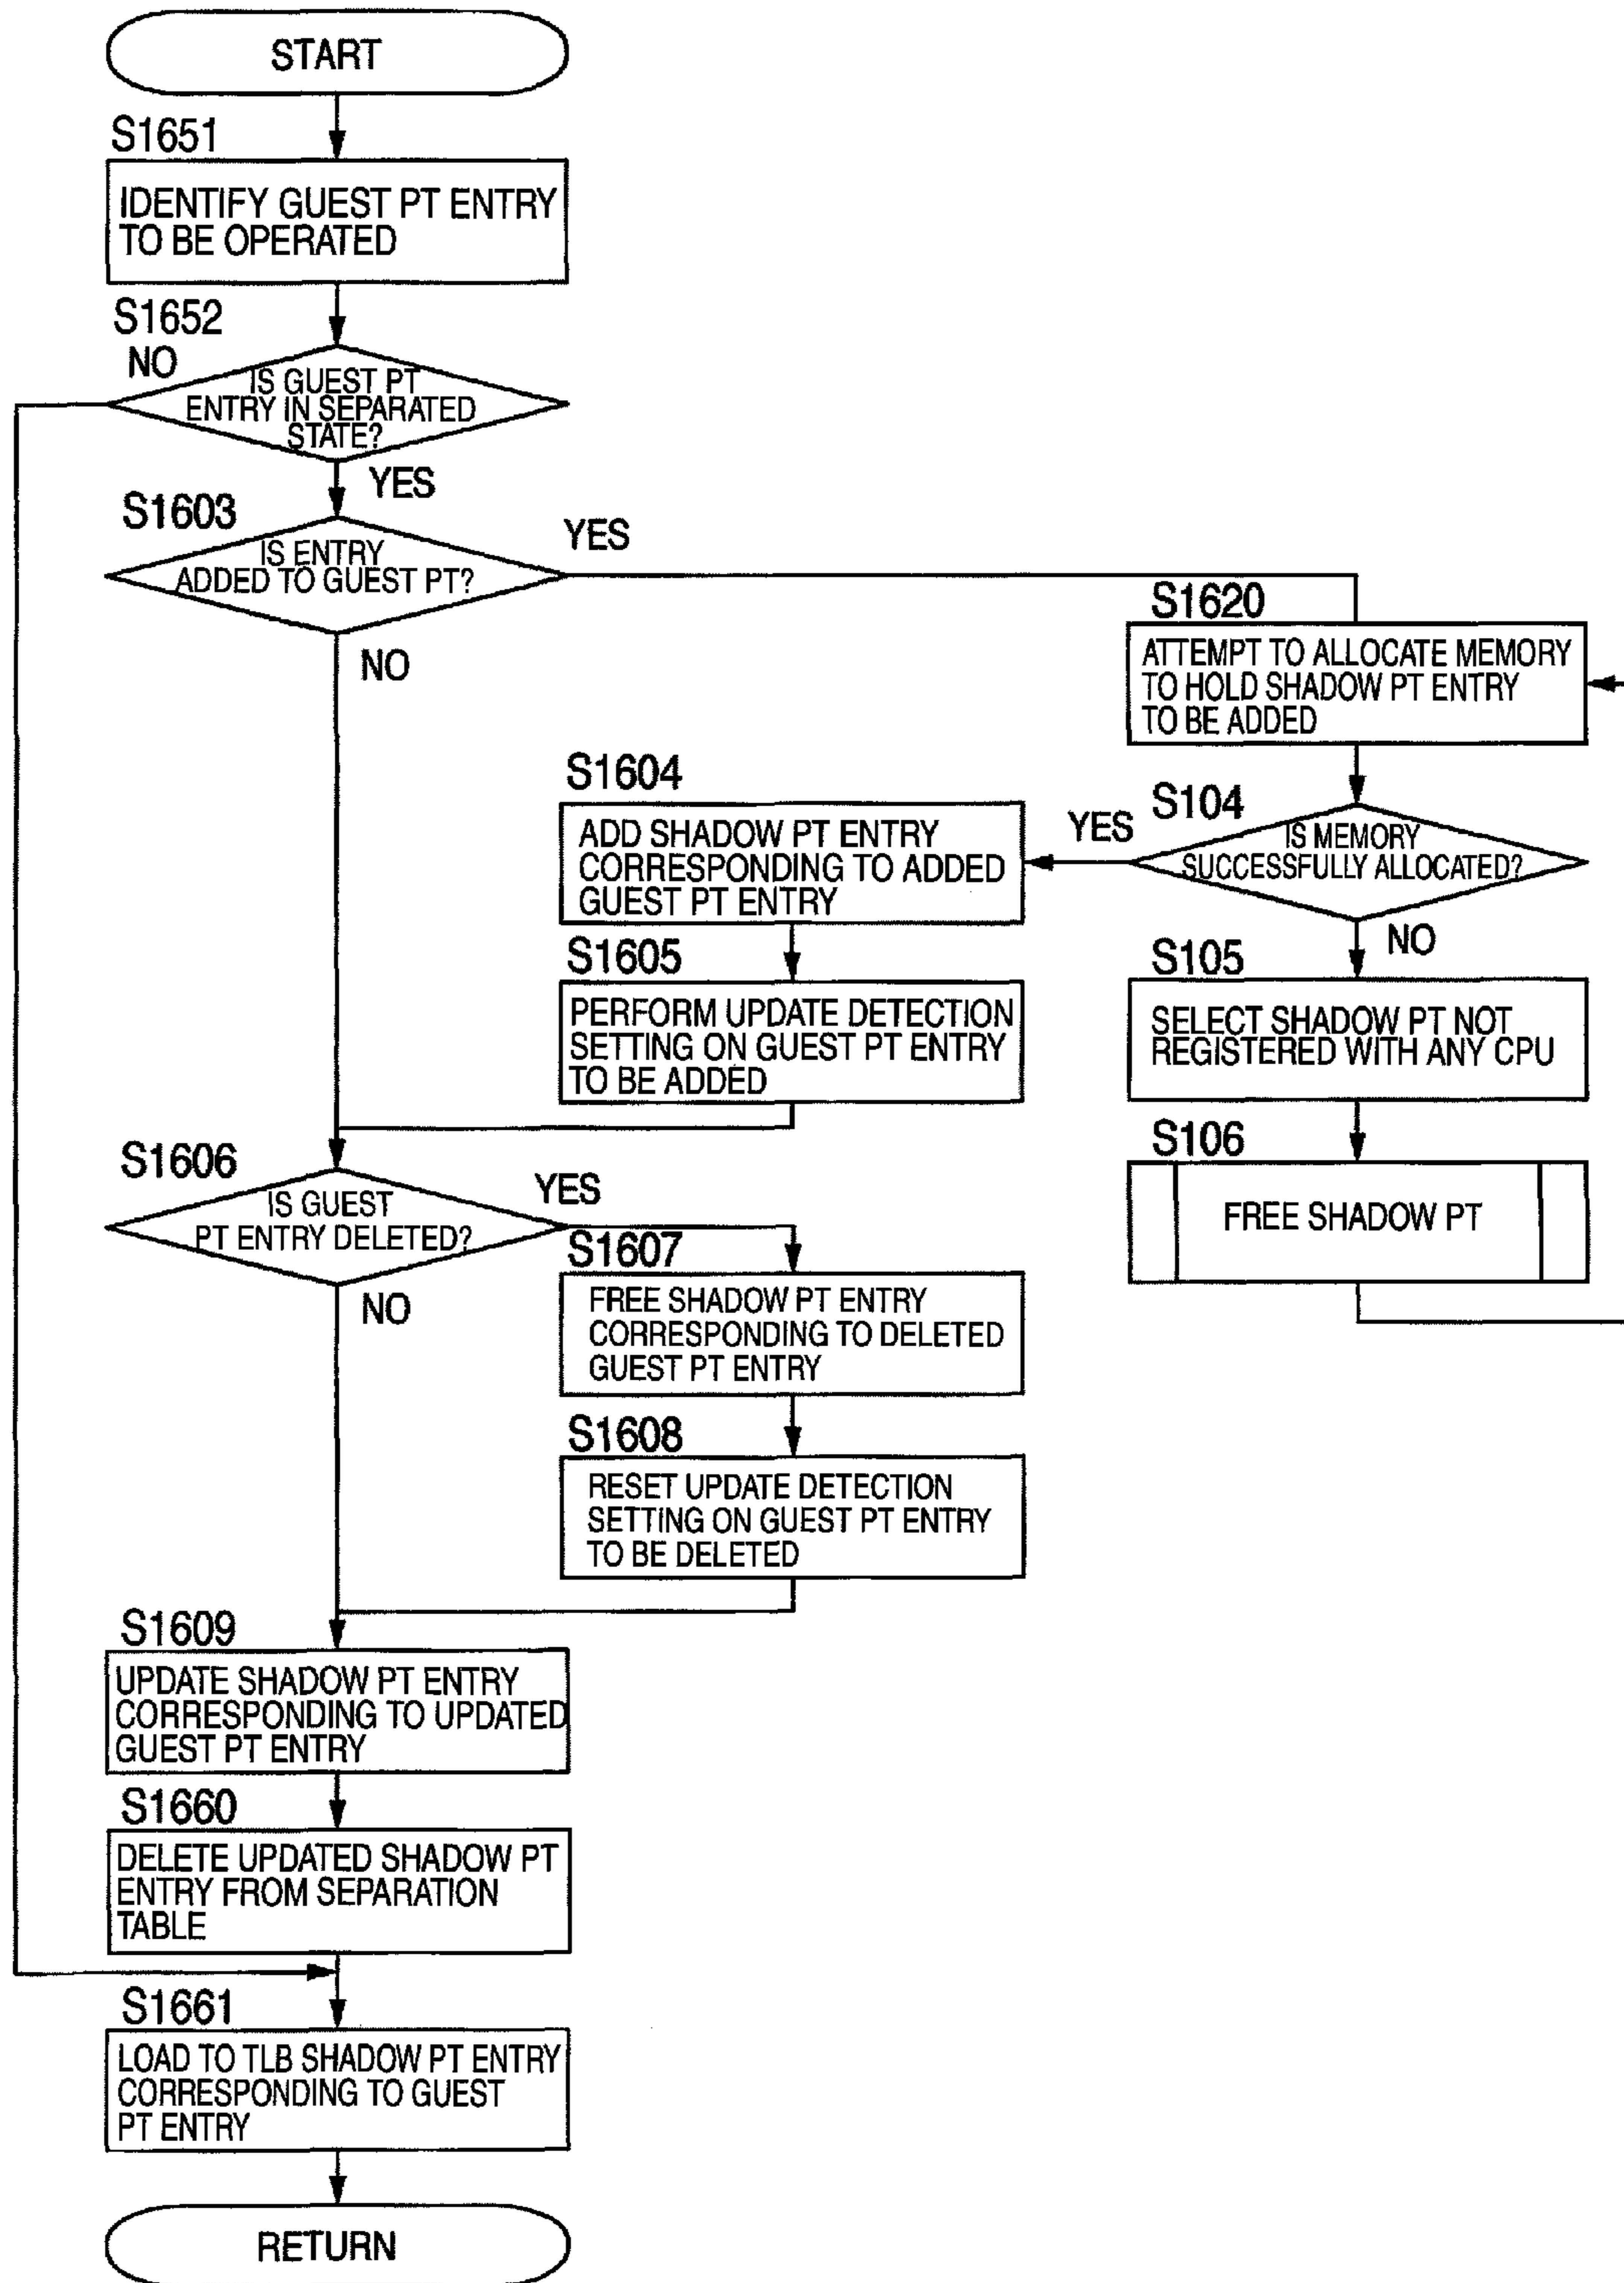 START
S1651
IDENTIFY GUEST PT ENTRY
TO BE OPERATED
S1652
NO
IS GUEST PT
ENTRY IN SEPARATED
STATE?
YES
S1603
YES
IS ENTRY
ADDED TO GUEST PT?
NO
S1620
ATTEMPT TO ALLOCATE MEMORY
TO HOLD SHADOW PT ENTRY
TO BE ADDED
S104
YES
IS MEMORY
SUCCESSFULLY ALLOCATED?
NO
S1604
ADD SHADOW PT ENTRY
CORRESPONDING TO ADDED
GUEST PT ENTRY
S1605
PERFORM UPDATE DETECTION
SETTING ON GUEST PT ENTRY
TO BE ADDED
S105
SELECT SHADOW PT NOT
REGISTERED WITH ANY CPU
S106
FREE SHADOW PT
S1606
YES
IS GUEST
PT ENTRY DELETED?
NO
S1607
FREE SHADOW PT ENTRY
CORRESPONDING TO DELETED
GUEST PT ENTRY
S1608
RESET UPDATE DETECTION
SETTING ON GUEST PT ENTRY
TO BE DELETED
S1609
UPDATE SHADOW PT ENTRY
CORRESPONDING TO UPDATED
GUEST PT ENTRY
S1660
DELETE UPDATED SHADOW PT
ENTRY FROM SEPARATION
TABLE
S1661
LOAD TO TLB SHADOW PT ENTRY
CORRESPONDING TO GUEST
PT ENTRY
RETURN